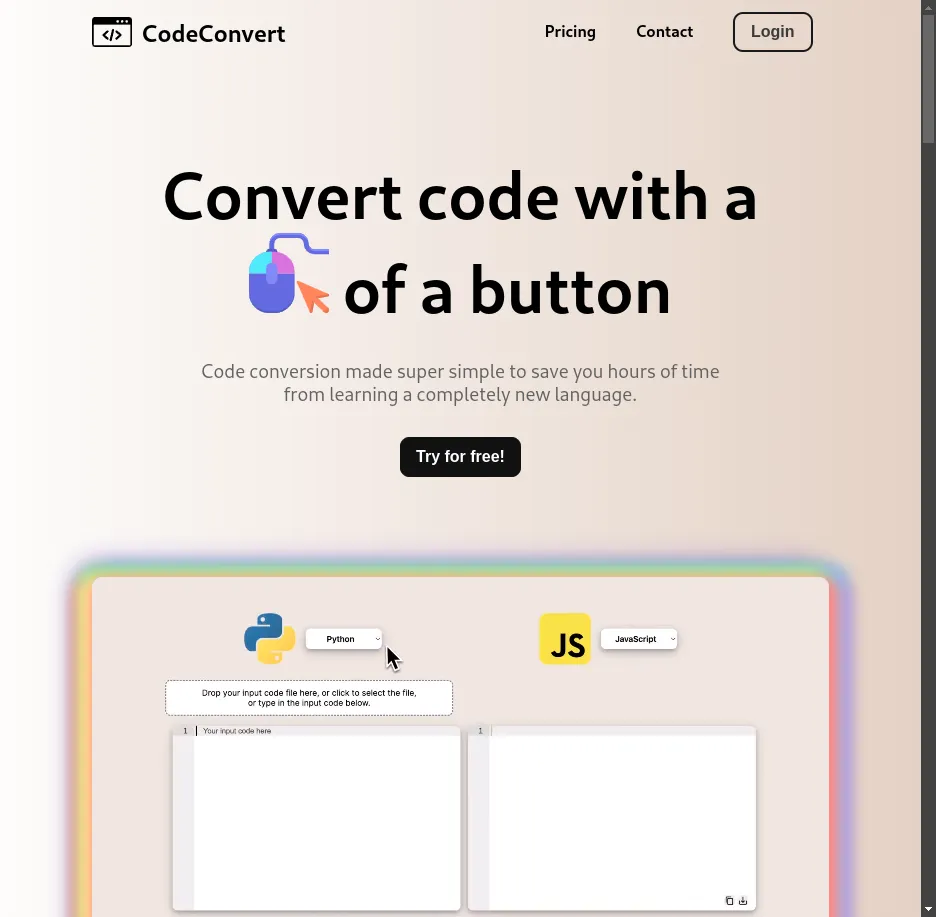 CodeConvert
Pricing
Contact
Login
Convert code with a
of a button
Code conversion made super simple to save you hours of time
from learning a completely new language.
Try for free!
Python
JS
JavaScript
Drop your input code file here, or click to select the file,
or type in the input code below.
1 Your input code here
1